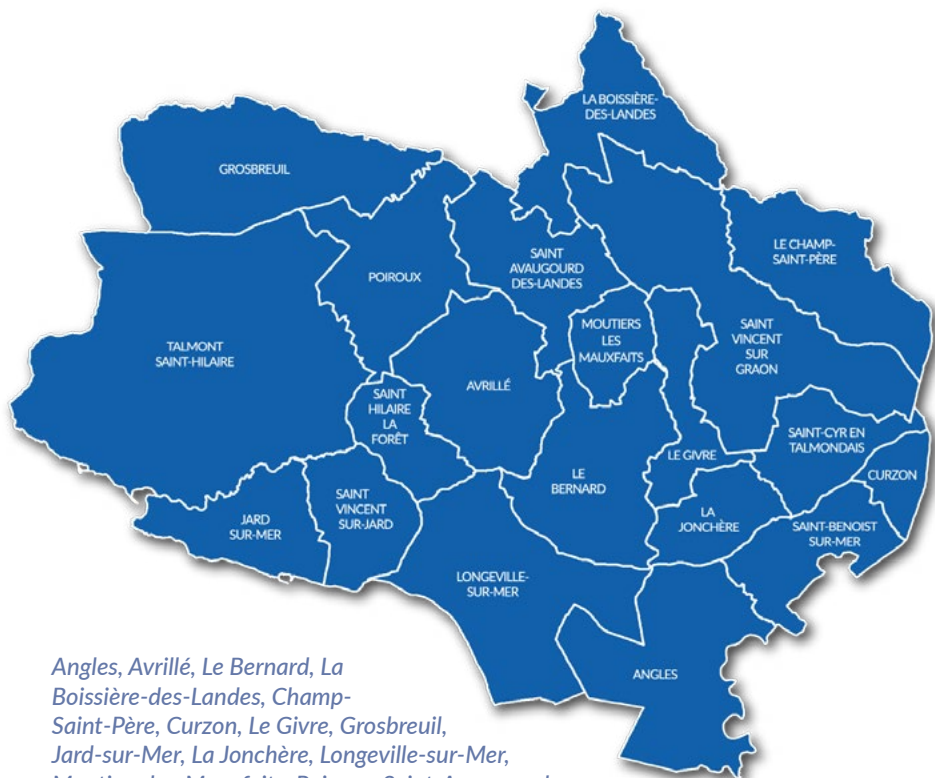 LA BOISSIÈRE-
DES-LANDES
GROSBREUIL
LE CHAMP-
SAINT-PÈRE
SAINT
AVAUGOURD
DES-LANDES
POIROUX
MOUTIERS
LES
MAUXFAITS
SAINT
VINCENT
SUR
GRAON
TALMONT
SAINT-HILAIRE
AVRILLÉ
SAINT
HILAIRE
LA
FORÊT
SAINT-CYR EN
TALMONDAIS
LE GIVRE
LE
BERNARD
CURZON
SAINT
VINCENT
SUR-JARD
JARD
SUR-MER
LA
JONCHÈRE
SAINT-BENOIST
SUR-MER
LONGEVILLE-
SUR-MER
ANGLES
Angles, Avrillé, Le Bernard, La
Boissière-des-Landes, Champ-
Saint-Père, Curzon, Le Givre, Grosbreuil,
Jard-sur-Mer, La Jonchère, Longeville-sur-Mer,